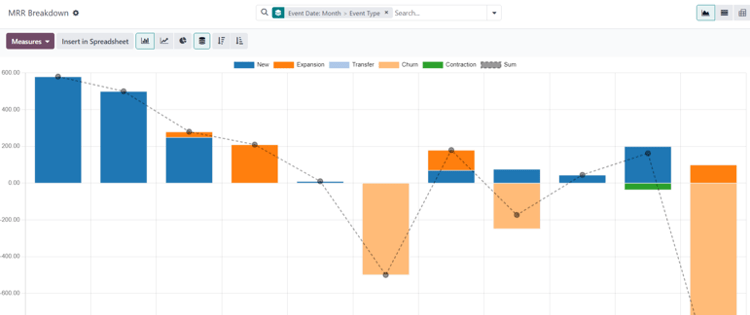 MRR Breakdown
Event Date: Month > Event Type × Search...
Measures Insert in Spreadsheet
New Expansion Transfer Churn Contraction Sum
600.00
400.00
200.00
0.00
-200.00
-400.00
-600.00